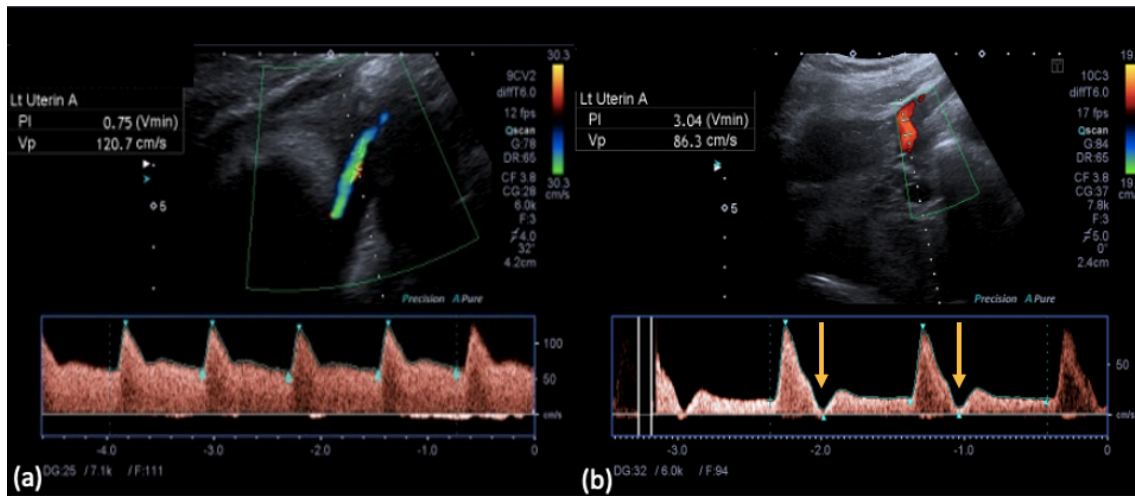 Lt Uterin A
PI 0.75 (Vmin)
Vp 120.7 cm/s
5
30.3
9CV2
diffT6.0
12 fps
Qscan
G:78
DR:65
CF 3.8
CG:28
6.0k
F:3
4.0
32°
4.2cm
30.3
cm/s
Precision A Pure
100
50
cm/s
-4.0 -3.0 -2.0 -1.0 0
DG:25 / 7.1k / F:111
(a)
Lt Uterin A
PI 3.04 (Vmin)
Vp 86.3 cm/s
5
19
10C3
diffT6.0
17 fps
Qscan
G:84
DR:65
CF 3.8
CG:37
7.8k
F:3
5.0
0°
2.4cm
19
cm/s
Precision A Pure
50
cm/s
-3.0 -2.0 -1.0 0
DG:32 / 6.0k / F:94
(b)